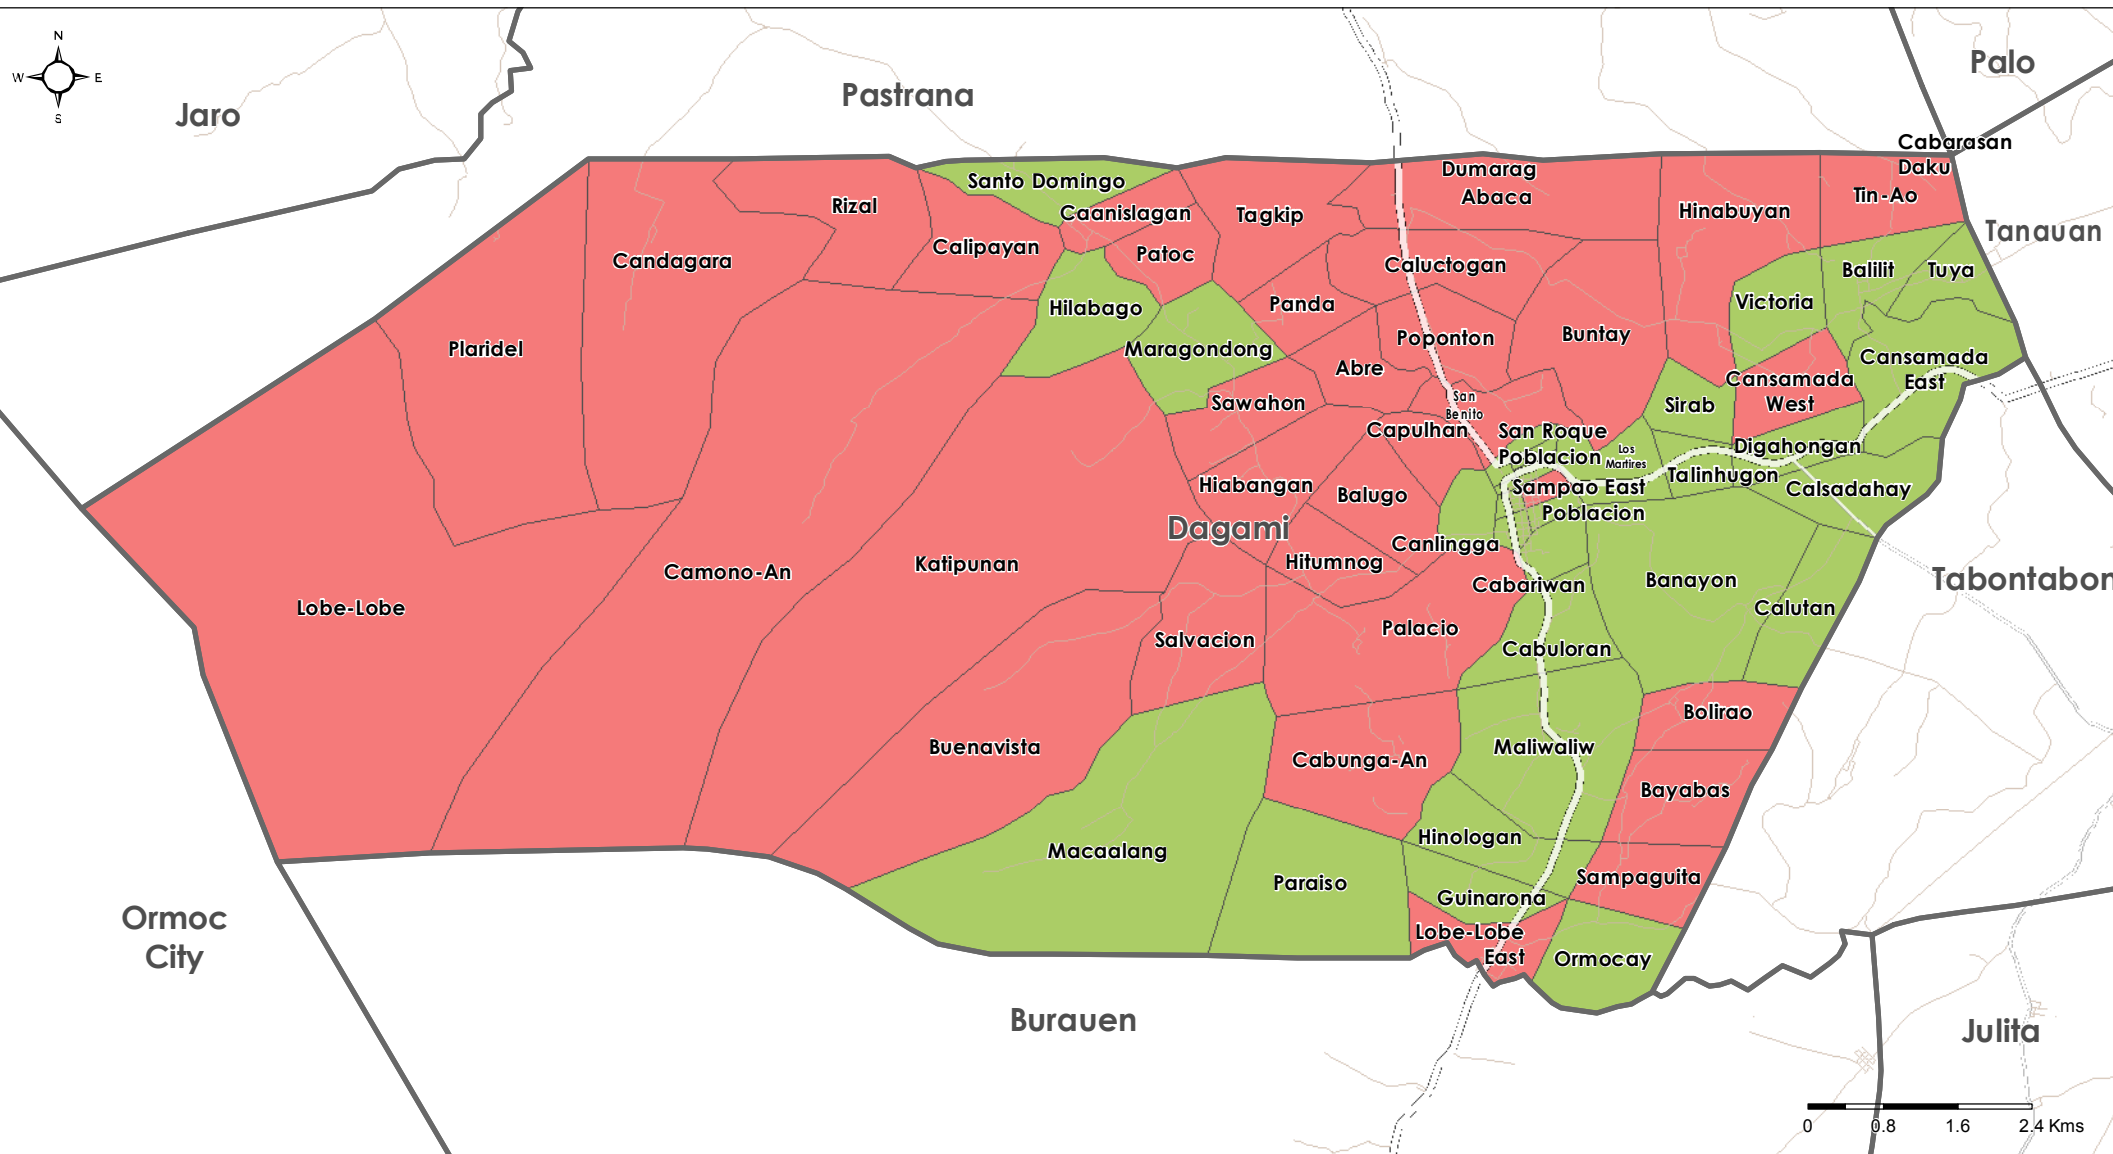 N
W
E
S
Jaro
Pastrana
Palo
Cabarasan
Daku
Tanauan
Santo Domingo
Dumarag
Abaca
Tin-Ao
Rizal
Caanislagan
Tagkip
Hinabuyan
Calipayan
Patoc
Candagara
Caluctogan
Balilit
Tuya
Hilabago
Panda
Victoria
Plaridel
Maragondong
Poponton
Buntay
Abre
Cansamada
East
Cansamada
West
Sawahon
San
Benito
Sirab
Capulhan
San Roque
Poblacion
Los
Martires
Digahongan
Talinhugon
Hiabangan
Balugo
Sampao East
Poblacion
Calsadahay
Dagami
Canlingga
Katipunan
Hitumnog
Camono-An
Cabariwan
Banayon
Tabontabon
Lobe-Lobe
Calutan
Salvacion
Palacio
Cabuloran
Bolirao
Buenavista
Cabunga-An
Maliwaliw
Bayabas
Macaalang
Hinologan
Paraiso
Sampaguita
Guinarona
Lobe-Lobe
East
Ormocay
Ormoc
City
Burauen
Julita
0 0.8 1.6 2.4 Kms